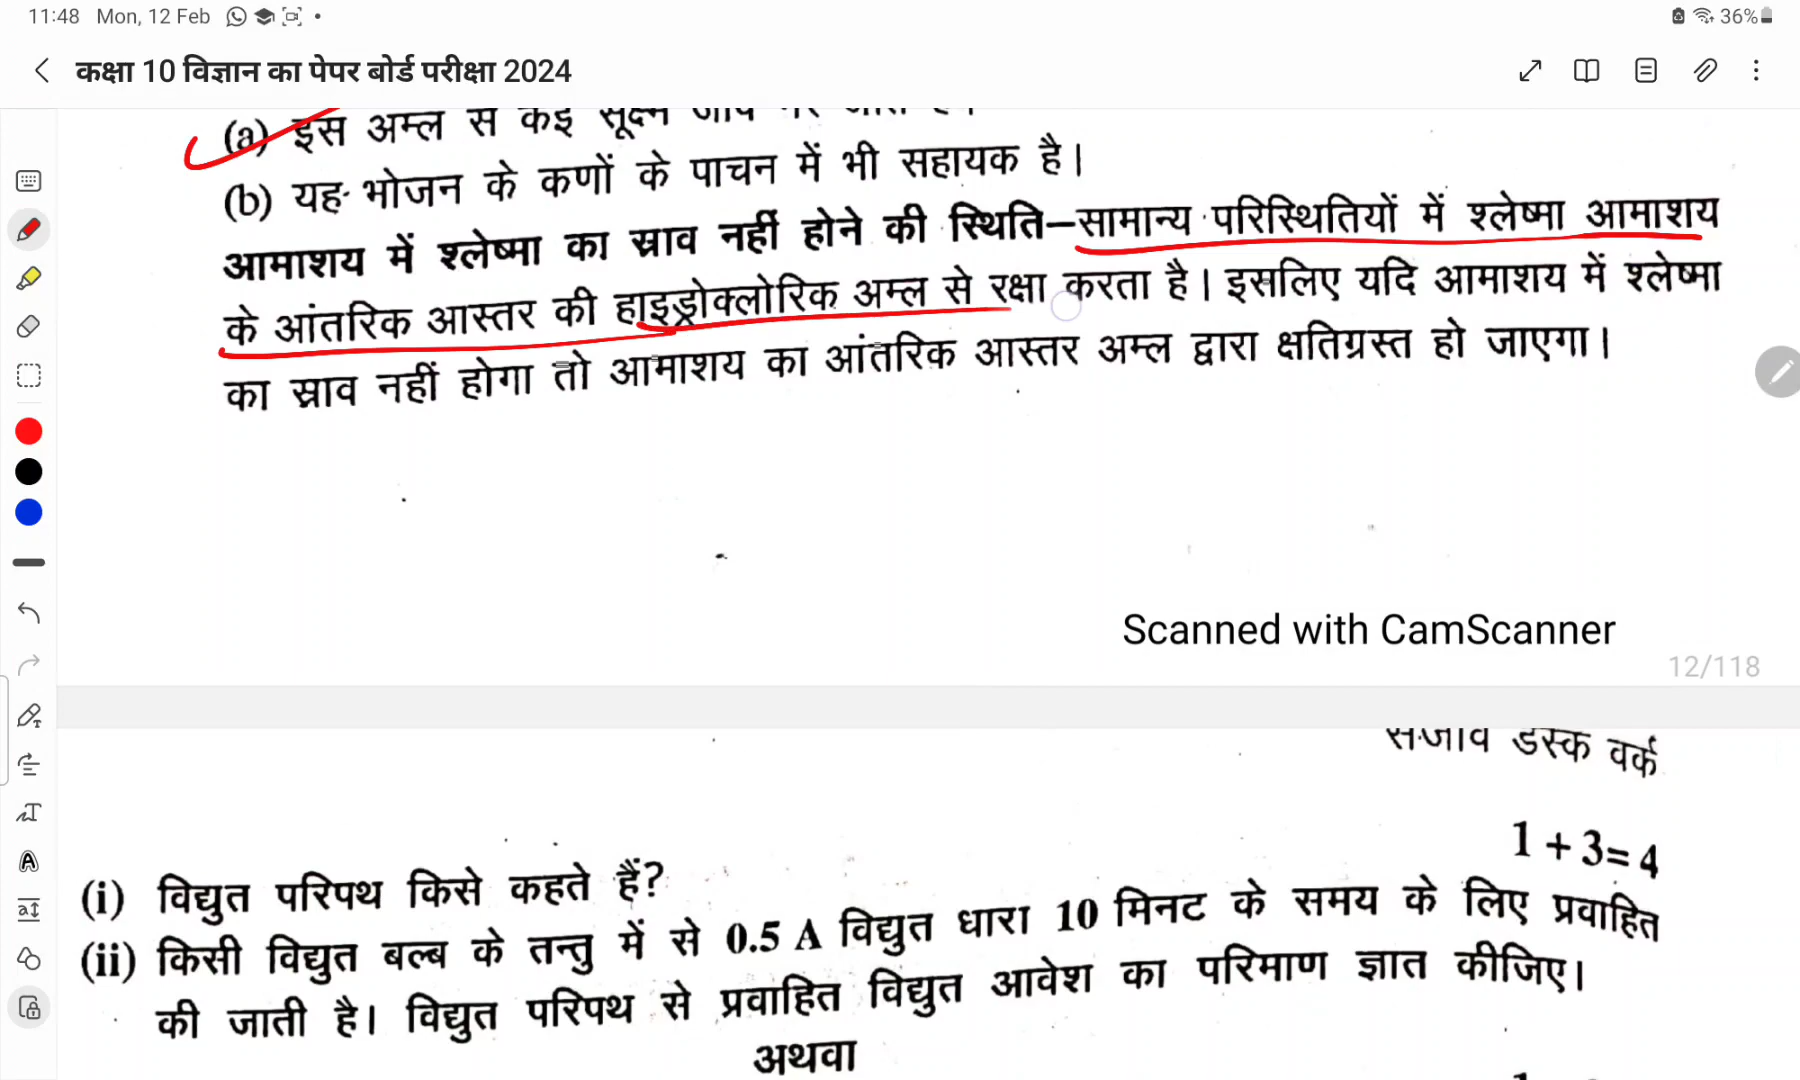 11:48 Mon, 12 Feb
36%
कक्षा 10 विज्ञान का पेपर बोर्ड परीक्षा 2024
(a) इस अम्ल से कई सूक्ष्म जीव
(b) यह भोजन के कणों के पाचन में भी सहायक है।
आमाशय में श्लेष्मा का स्राव नहीं होने की स्थिति–सामान्य परिस्थितियों में श्लेष्मा आमाशय
के आंतरिक आस्तर की हाइड्रोक्लोरिक अम्ल से रक्षा करता है। इसलिए यदि आमाशय में श्लेष्मा
का स्राव नहीं होगा तो आमाशय का आंतरिक आस्तर अम्ल द्वारा क्षतिग्रस्त हो जाएगा।
Scanned with CamScanner
12/118
डेस्क वर्क
1 + 3 = 4
(i) विद्युत परिपथ किसे कहते हैं?
(ii) किसी विद्युत बल्ब के तन्तु में से 0.5 A विद्युत धारा 10 मिनट के समय के लिए प्रवाहित
की जाती है। विद्युत परिपथ से प्रवाहित विद्युत आवेश का परिमाण ज्ञात कीजिए।
अथवा